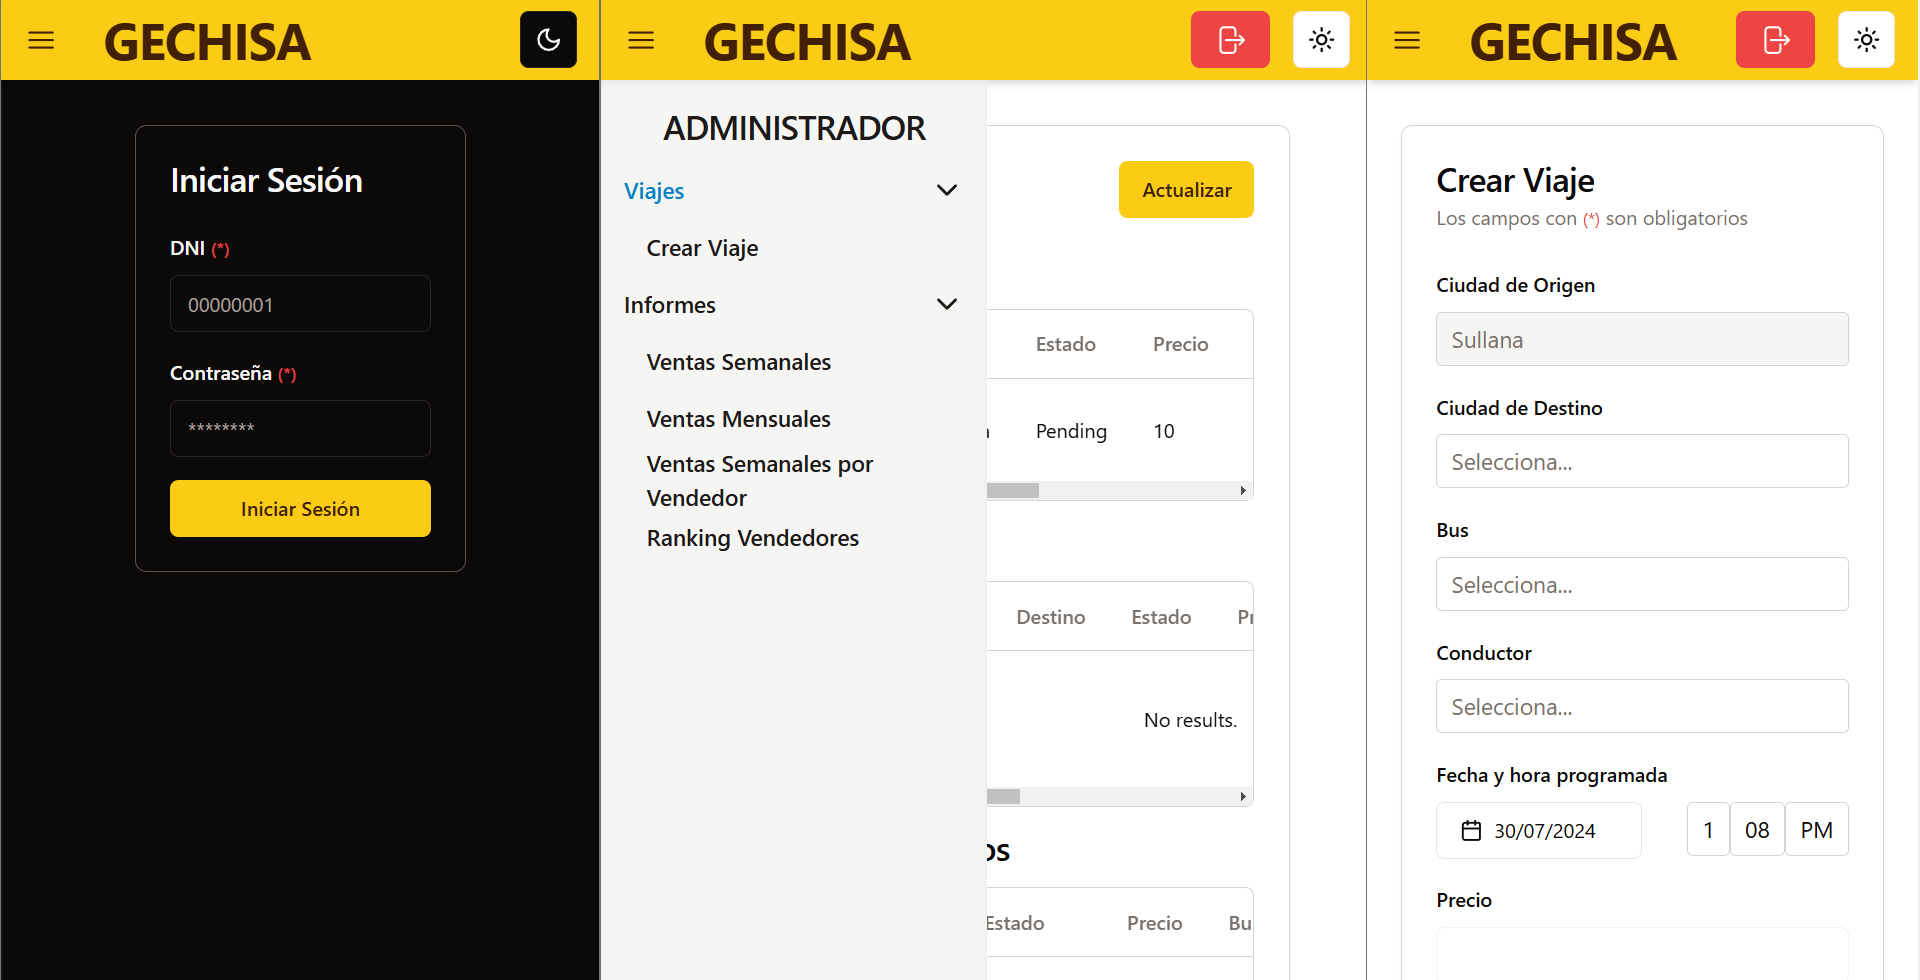 GECHISA
Iniciar Sesión
DNI (*)
00000001
Contraseña (*)
********
Iniciar Sesión
GECHISA
ADMINISTRADOR
Viajes
Crear Viaje
Informes
Ventas Semanales
Ventas Mensuales
Ventas Semanales por
Vendedor
Ranking Vendedores
Actualizar
Estado Precio
a Pending 10
Destino Estado Pr
No results.
os
Estado Precio Bu
GECHISA
Crear Viaje
Los campos con (*) son obligatorios
Ciudad de Origen
Sullana
Ciudad de Destino
Selecciona...
Bus
Selecciona...
Conductor
Selecciona...
Fecha y hora programada
30/07/2024 1 08 PM
Precio